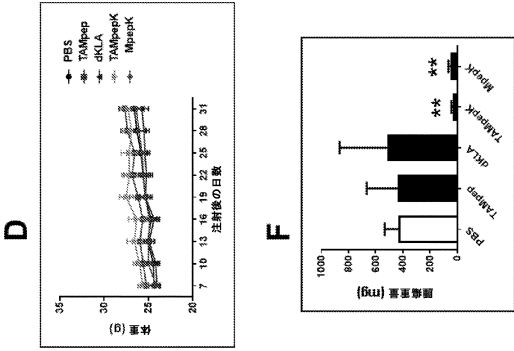 D
PBS
TAMpep
dKLA
TAMpepK
MpepK
35
30
25
20
体重 (g)
7 10 13 16 19 22 25 28 31
注射後の日数
F
1000
800
600
400
200
0
腫瘍重量 (mg)
** **
PBS TAMpep dKLA TAMpepK MpepK